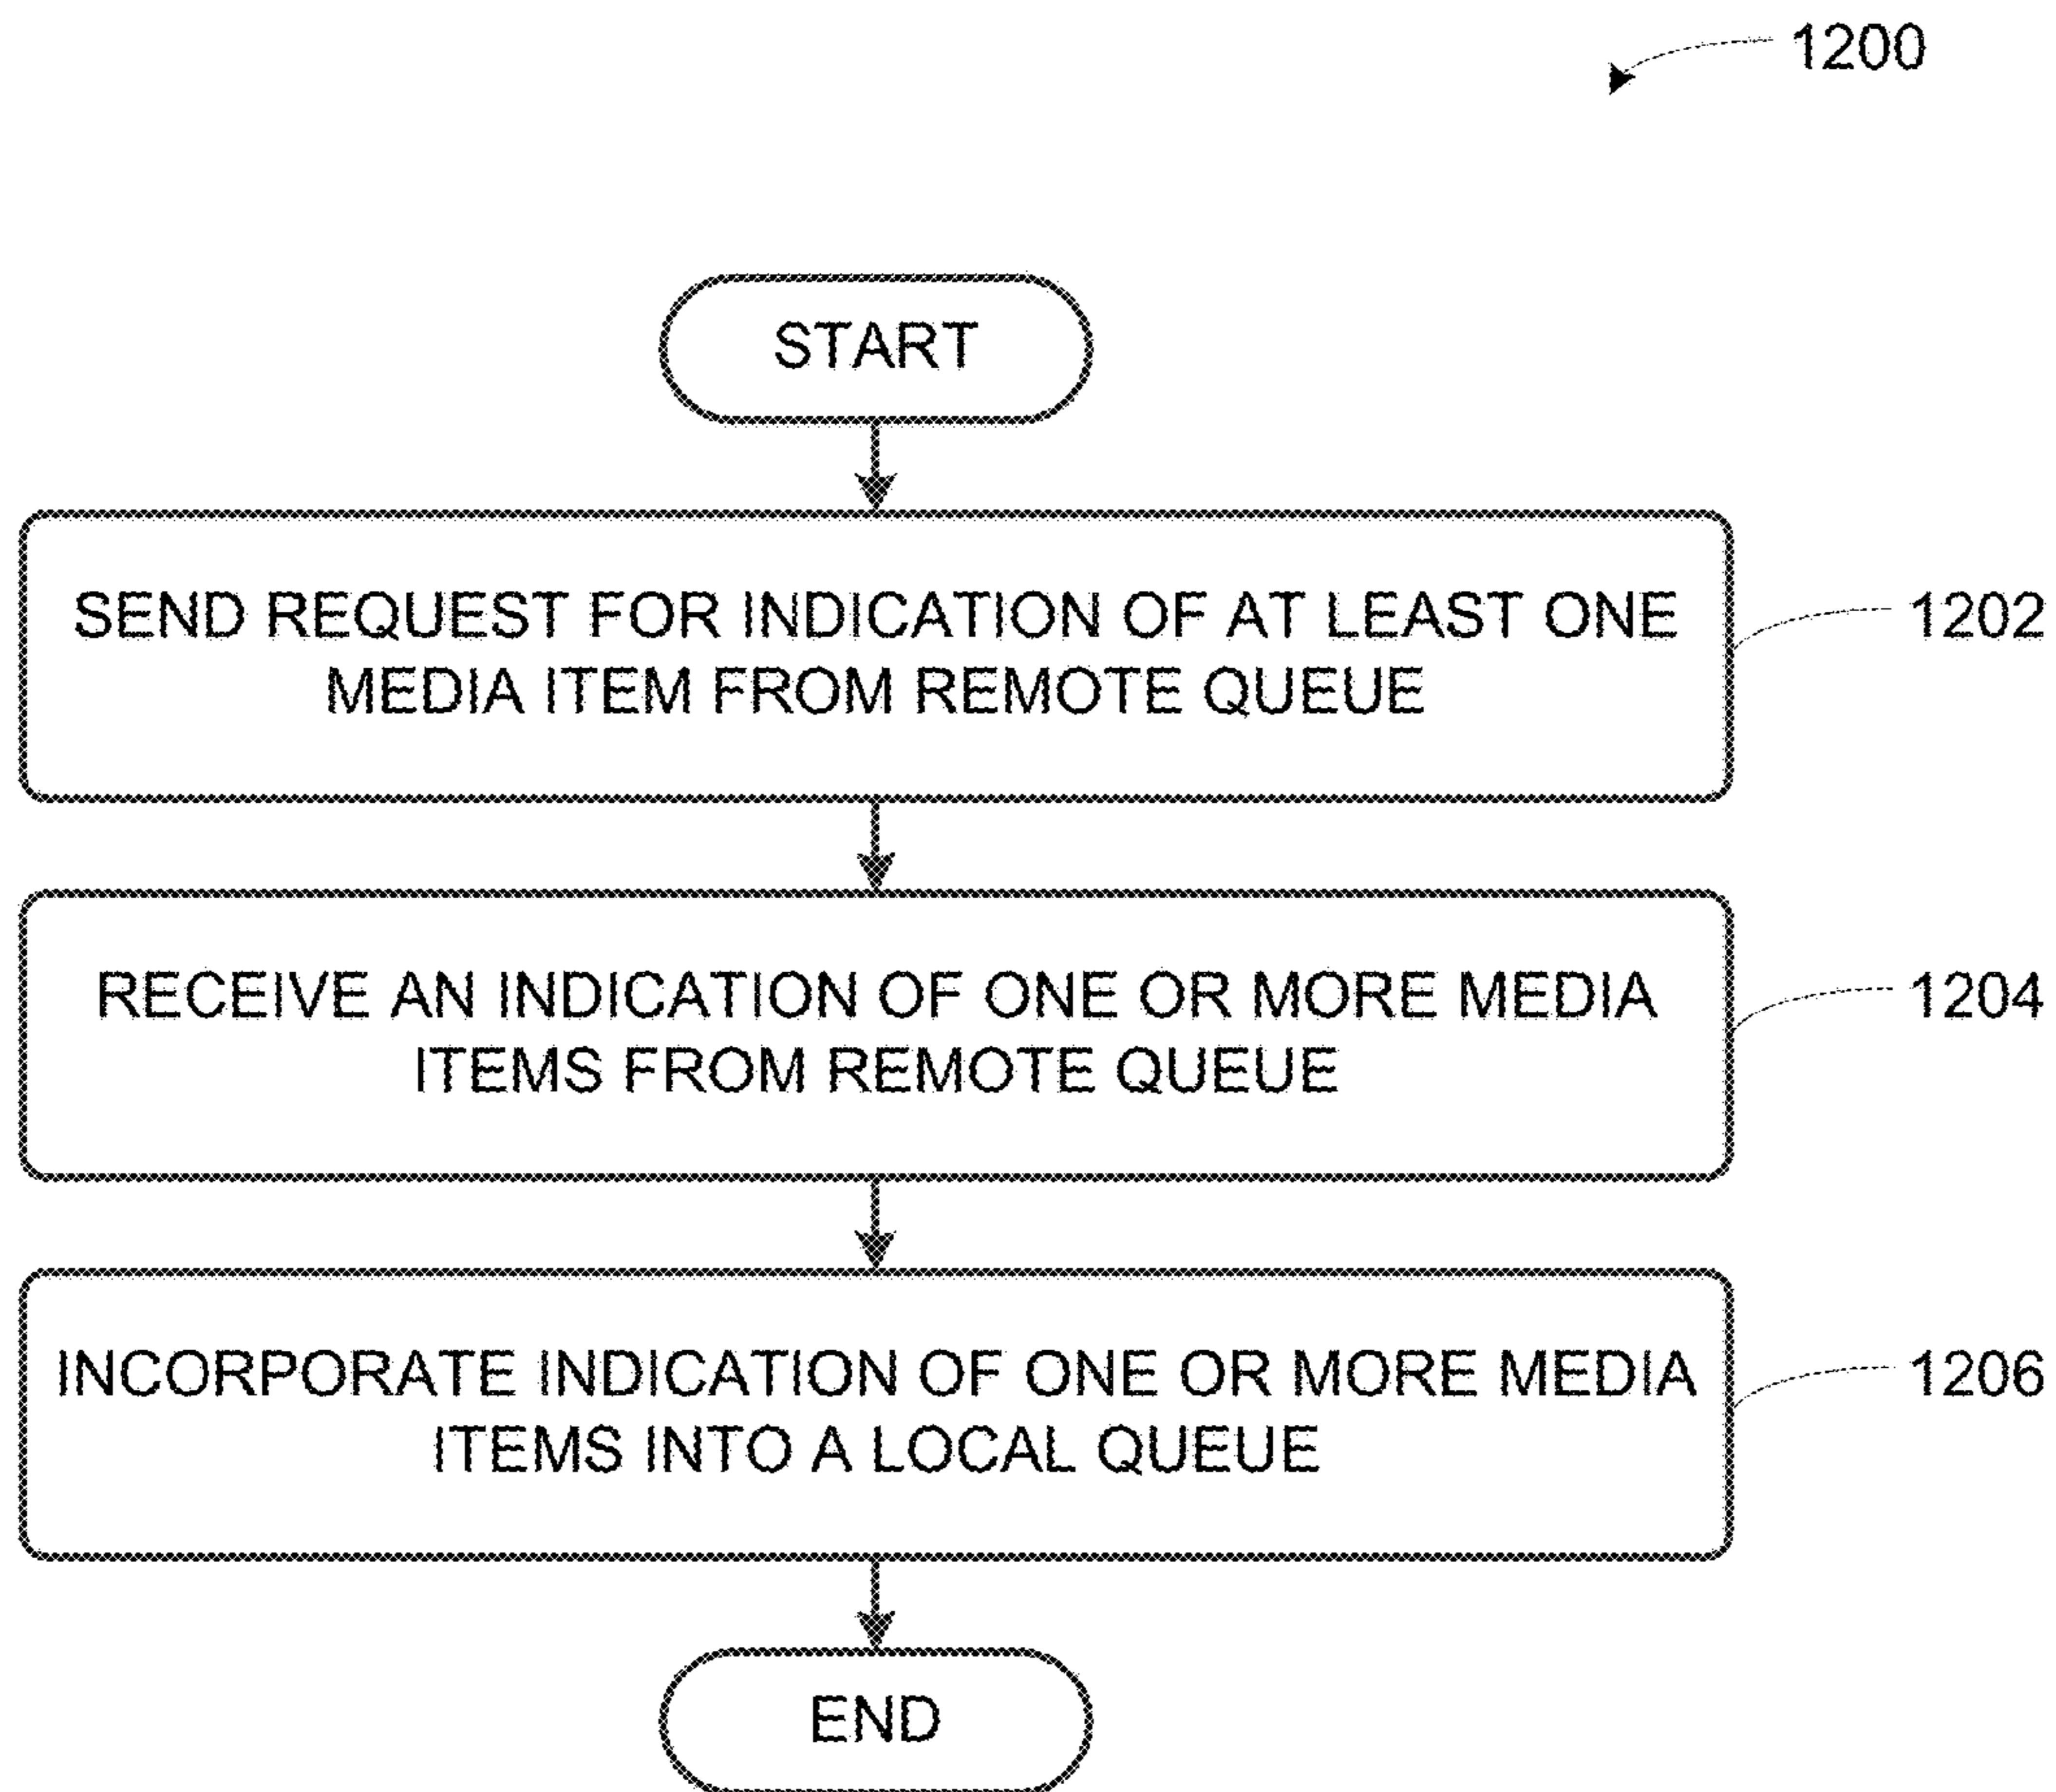 1200
START
SEND REQUEST FOR INDICATION OF AT LEAST ONE
MEDIA ITEM FROM REMOTE QUEUE
1202
RECEIVE AN INDICATION OF ONE OR MORE MEDIA
ITEMS FROM REMOTE QUEUE
1204
INCORPORATE INDICATION OF ONE OR MORE MEDIA
ITEMS INTO A LOCAL QUEUE
1206
END